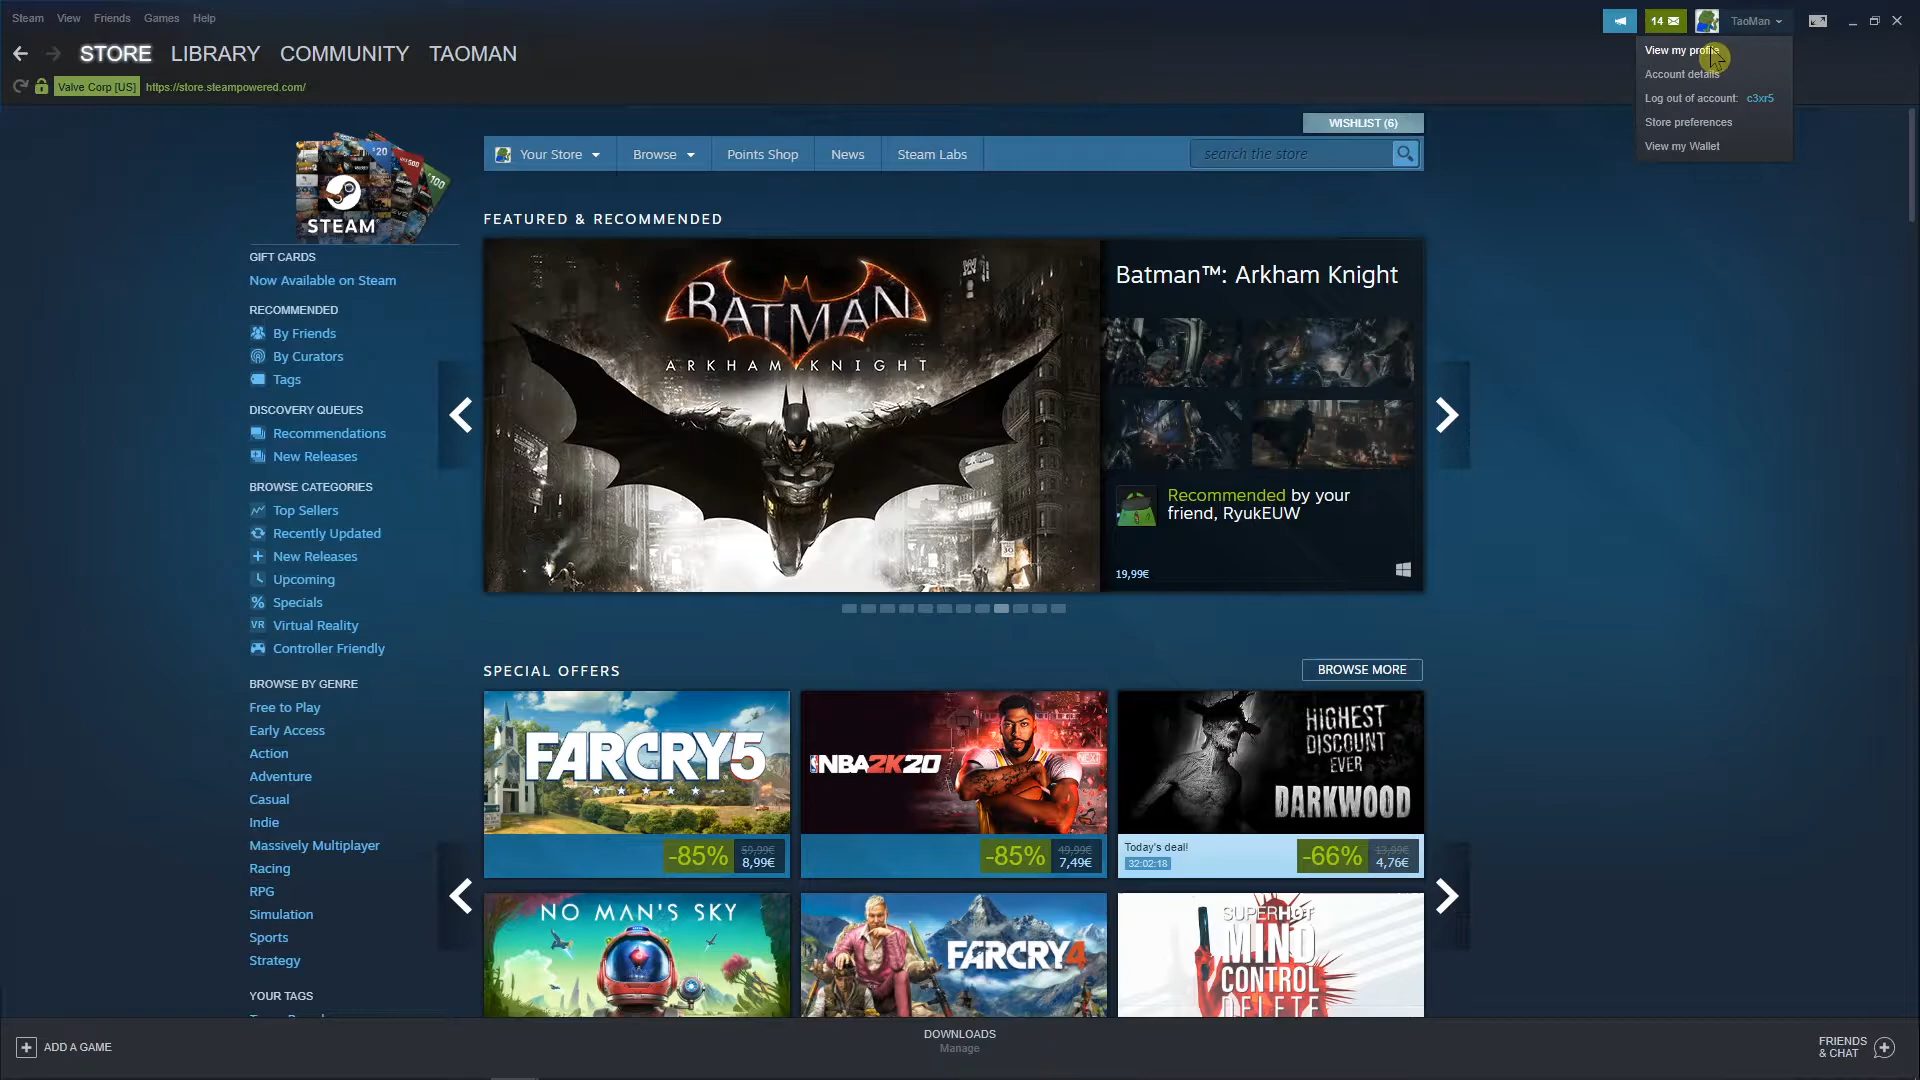 Steam View Friends Games Help
14 TaoMan
STORE LIBRARY COMMUNITY TAOMAN
View my profile
Account details
Log out of account: c3xr5
Store preferences
View my Wallet
Valve Corp [US] https://store.steampowered.com/
WISHLIST (6)
Your Store Browse Points Shop News Steam Labs search the store
$20 500 €100
STEAM
GIFT CARDS
Now Available on Steam
RECOMMENDED
By Friends
By Curators
Tags
DISCOVERY QUEUES
Recommendations
New Releases
BROWSE CATEGORIES
Top Sellers
Recently Updated
New Releases
Upcoming
% Specials
VR Virtual Reality
Controller Friendly
BROWSE BY GENRE
Free to Play
Early Access
Action
Adventure
Casual
Indie
Massively Multiplayer
Racing
RPG
Simulation
Sports
Strategy
YOUR TAGS
FEATURED & RECOMMENDED
BATMAN
ARKHAM KNIGHT
Batman™: Arkham Knight
Recommended by your
friend, RyukEUW
19,99€
SPECIAL OFFERS
BROWSE MORE
FARCRY5
-85% 59,99€
8,99€
NBA2K20
-85% 49,99€
7,49€
HIGHEST
DISCOUNT
EVER
DARKWOOD
Today's deal!
32:02:18
-66% 13,99€
4,76€
NO MAN'S SKY
FARCRY4
SUPERHOT
MIND
CONTROL
DELETE
ADD A GAME
DOWNLOADS
Manage
FRIENDS
& CHAT